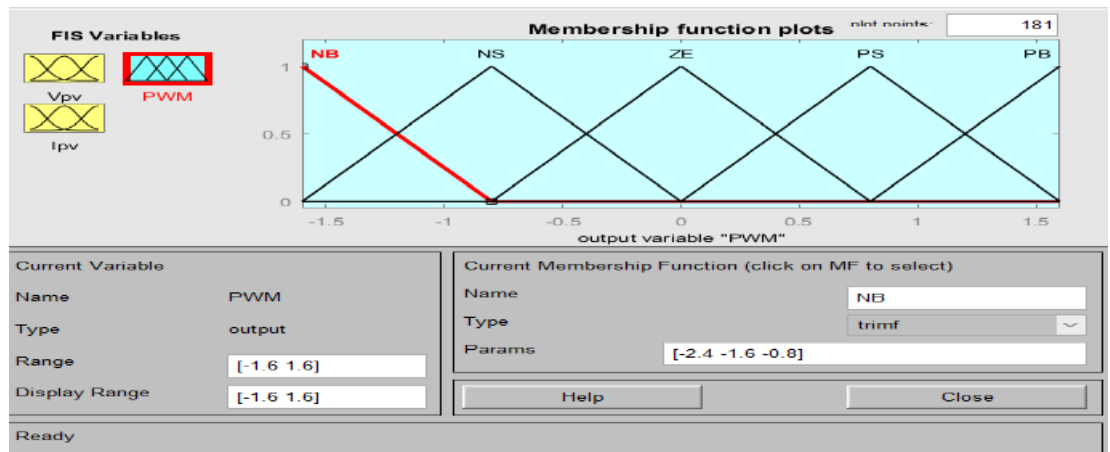 FIS Variables
Vpv
PWM
Ipv
Membership function plots
plot points:
181
NB
NS
ZE
PS
PB
1
0.5
0
-1.5
-1
-0.5
0
0.5
1
1.5
output variable "PWM"
Current Variable
Name
PWM
Type
output
Range
[-1.6 1.6]
Display Range
[-1.6 1.6]
Current Membership Function (click on MF to select)
Name
NB
Type
trimf
Params
[-2.4 -1.6 -0.8]
Help
Close
Ready